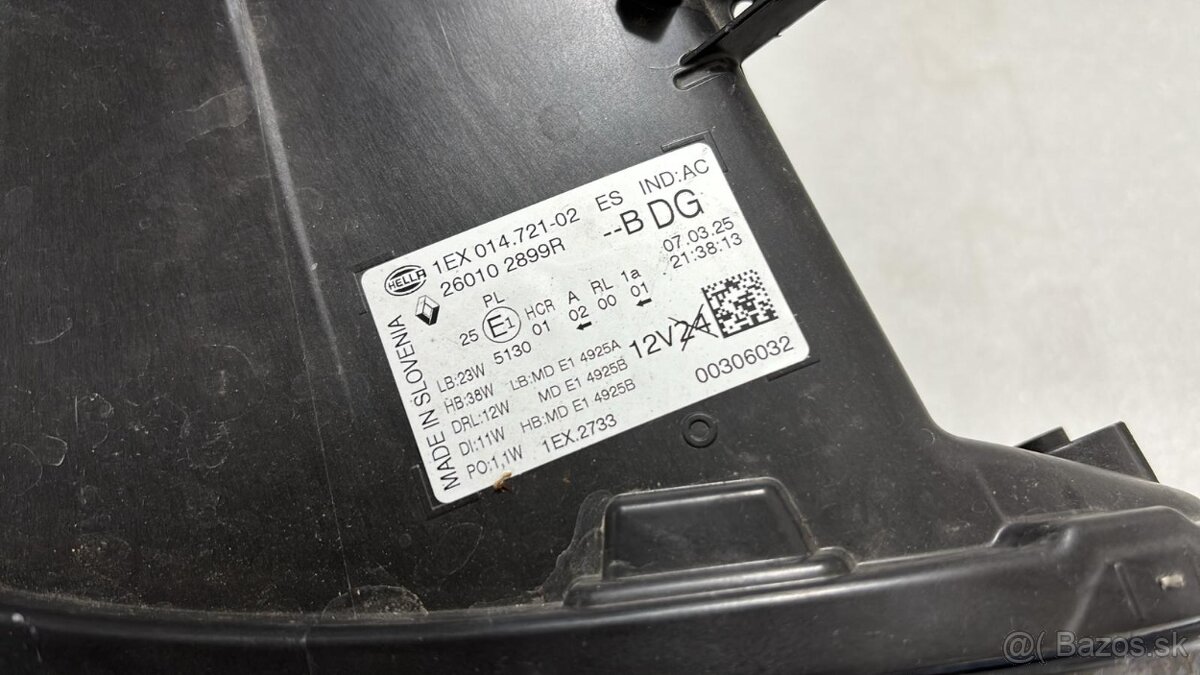 HELLA 1EX 014.721-02 ES IND:AC
26010 2899R --B DG
07.03.25
21:38:13
PL
25 E1 HCR A RL 1a
5130 01 02 00 01
MADE IN SLOVENIA
LB:23W LB:MD E1 4925A 12V24
HB:38W MD E1 4925B
DRL:12W HB:MD E1 4925B
DI:11W 1EX.2733
PO:1,1W
00306032
@( Bazos.sk